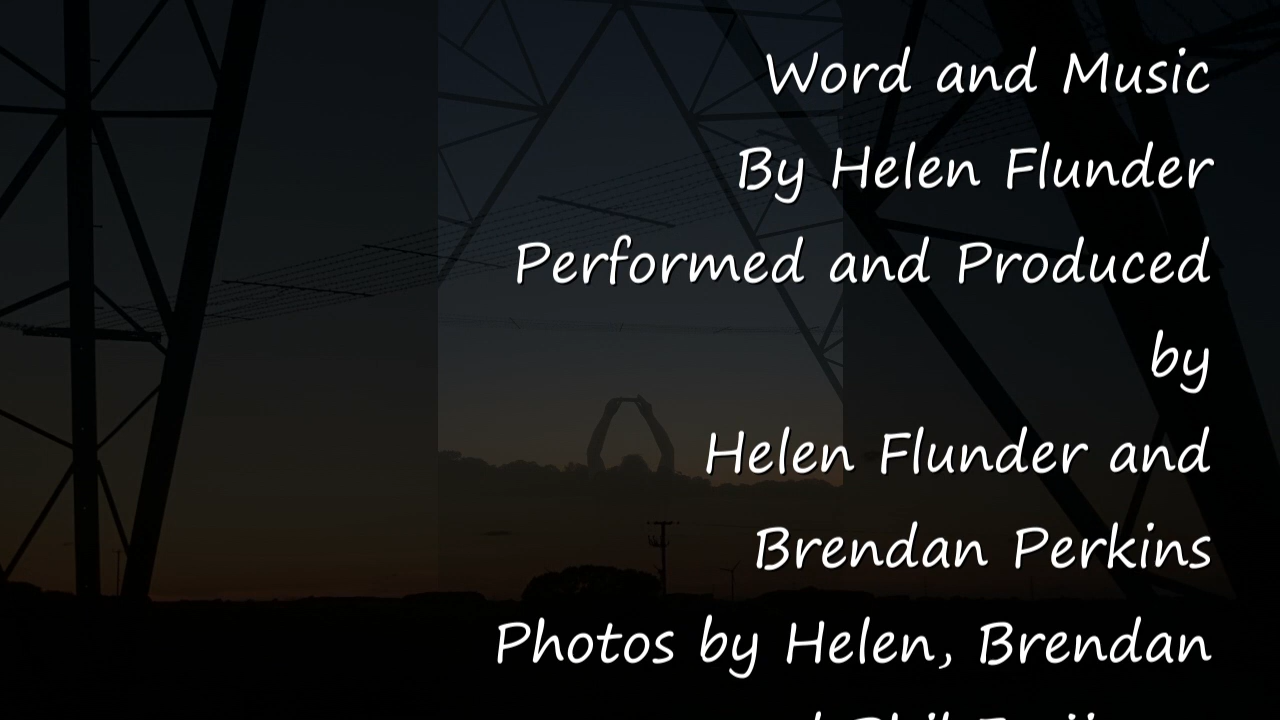 Word and Music
By Helen Flunder
Performed and Produced
by
Helen Flunder and
Brendan Perkins
Photos by Helen, Brendan